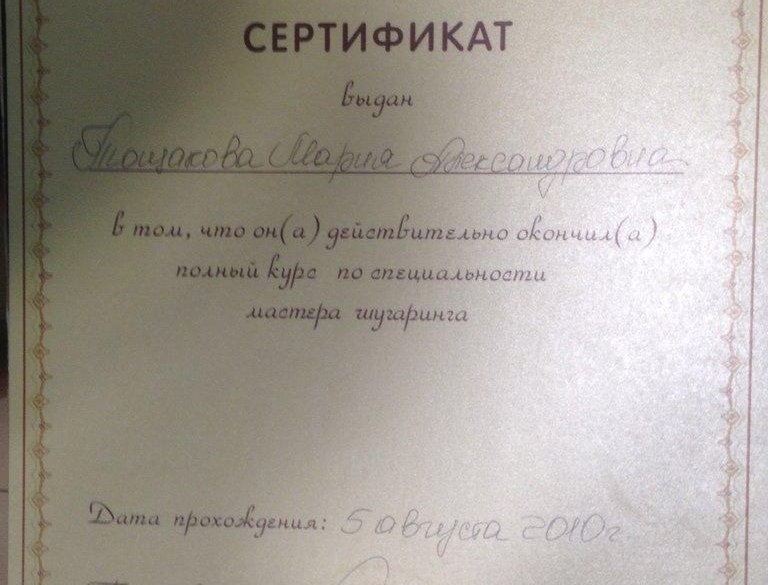 СЕРТИФИКАТ
выдан
Тощакова Мария Александровна
в том, что он(а) действительно окончил(а)
полный курс по специальности
мастера шугаринга
Дата прохождения: 5 августа 2010г